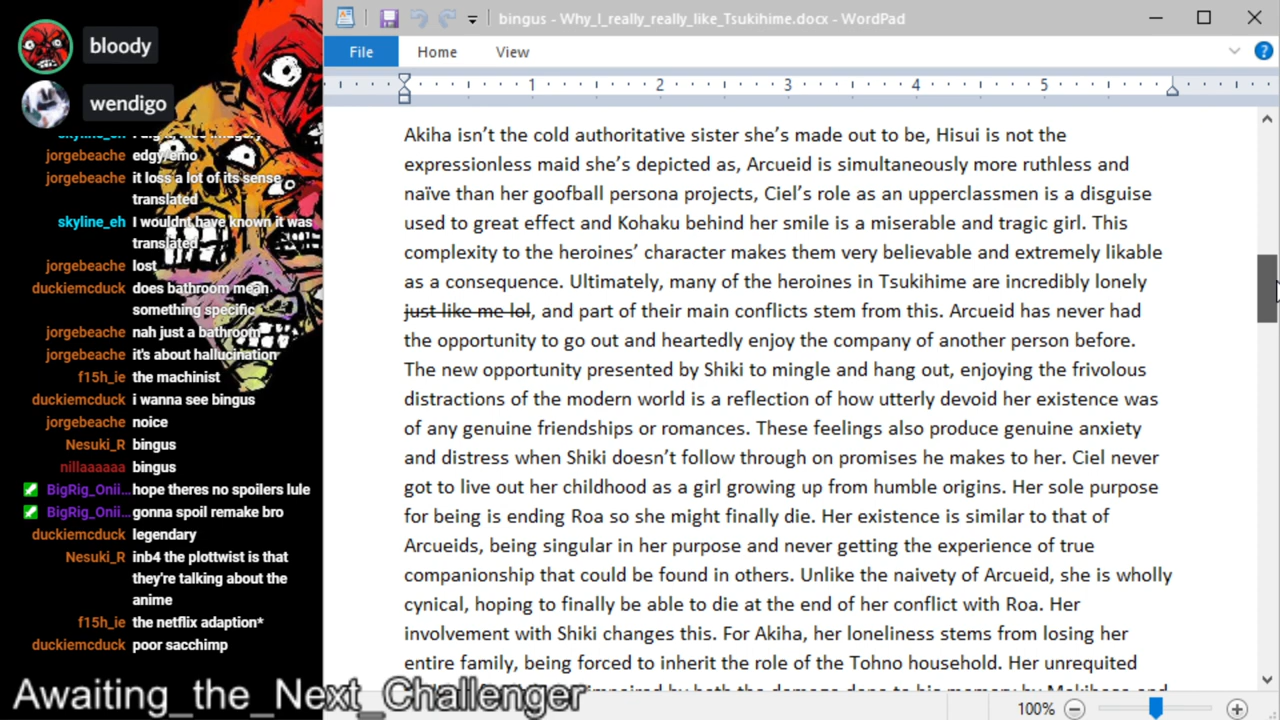 bloody
wendigo
jorgebeache edgy/emo
jorgebeache it loss a lot of its sense
translated
skyline_eh I wouldnt have known it was
translated
jorgebeache lost
duckiemcduck does bathroom mean
something specific
jorgebeache nah just a bathroom
jorgebeache it's about hallucination
f15h_ie the machinist
duckiemcduck i wanna see bingus
jorgebeache noice
Nesuki_R bingus
nillaaaaaa bingus
BigRig_Onii... hope theres no spoilers lule
BigRig_Onii... gonna spoil remake bro
duckiemcduck legendary
Nesuki_R inb4 the plottwist is that
they're talking about the
anime
f15h_ie the netflix adaption*
duckiemcduck poor sacchimp
Awaiting_the_Next_Challenger
bingus - Why_I_really_really_like_Tsukihime.docx - WordPad
File Home View
1 2 3 4 5
Akiha isn’t the cold authoritative sister she’s made out to be, Hisui is not the
expressionless maid she’s depicted as, Arcueid is simultaneously more ruthless and
naïve than her goofball persona projects, Ciel’s role as an upperclassmen is a disguise
used to great effect and Kohaku behind her smile is a miserable and tragic girl. This
complexity to the heroines’ character makes them very believable and extremely likable
as a consequence. Ultimately, many of the heroines in Tsukihime are incredibly lonely
just like me lol, and part of their main conflicts stem from this. Arcueid has never had
the opportunity to go out and heartedly enjoy the company of another person before.
The new opportunity presented by Shiki to mingle and hang out, enjoying the frivolous
distractions of the modern world is a reflection of how utterly devoid her existence was
of any genuine friendships or romances. These feelings also produce genuine anxiety
and distress when Shiki doesn’t follow through on promises he makes to her. Ciel never
got to live out her childhood as a girl growing up from humble origins. Her sole purpose
for being is ending Roa so she might finally die. Her existence is similar to that of
Arcueids, being singular in her purpose and never getting the experience of true
companionship that could be found in others. Unlike the naivety of Arcueid, she is wholly
cynical, hoping to finally be able to die at the end of her conflict with Roa. Her
involvement with Shiki changes this. For Akiha, her loneliness stems from losing her
entire family, being forced to inherit the role of the Tohno household. Her unrequited
100%